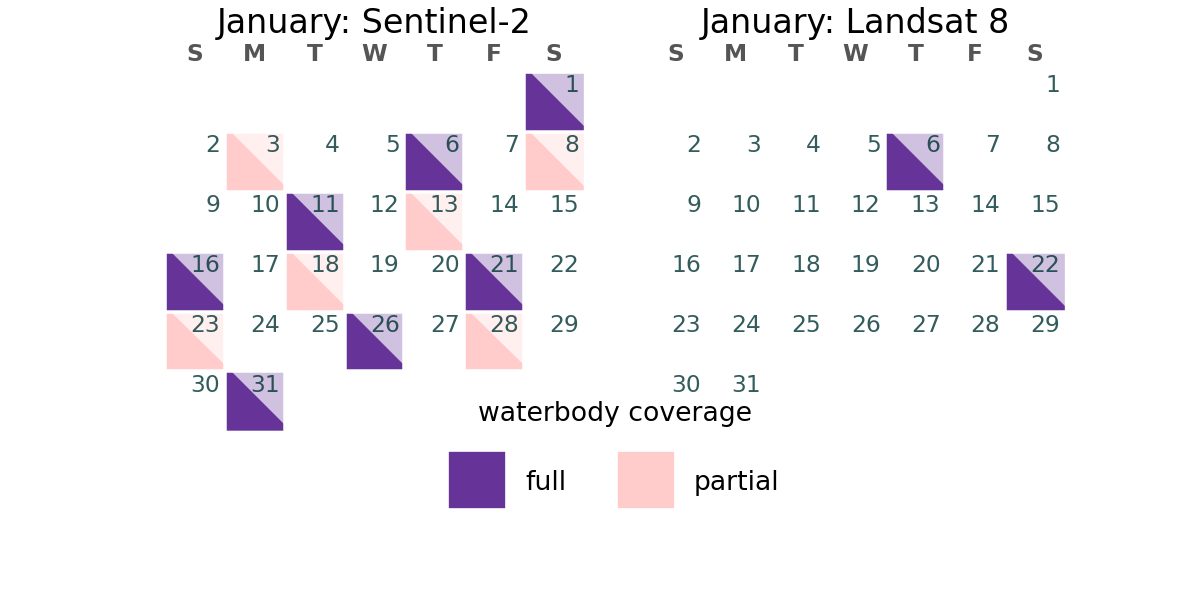 January: Sentinel-2
S M T W T F S
1
2 3 4 5 6 7 8
9 10 11 12 13 14 15
16 17 18 19 20 21 22
23 24 25 26 27 28 29
30 31
January: Landsat 8
S M T W T F S
1
2 3 4 5 6 7 8
9 10 11 12 13 14 15
16 17 18 19 20 21 22
23 24 25 26 27 28 29
30 31
waterbody coverage
full partial